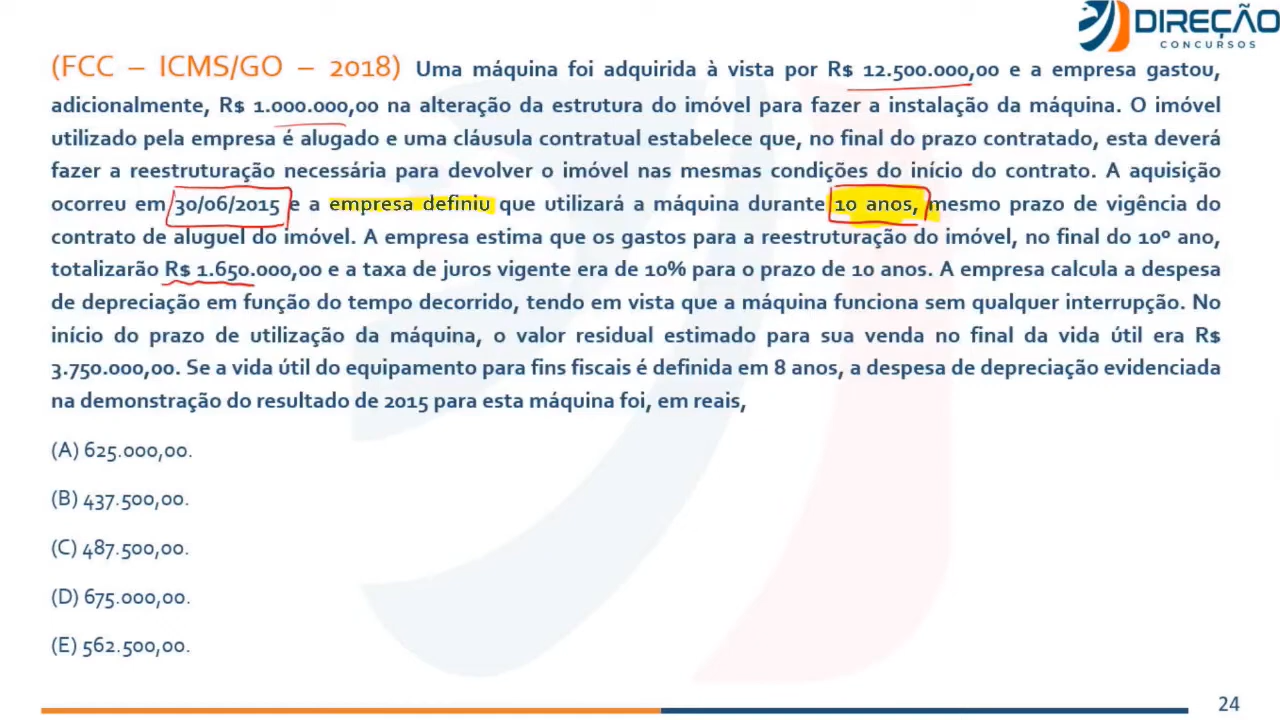 DIREÇÃO
CONCURSOS
(FCC – ICMS/GO – 2018) Uma máquina foi adquirida à vista por R$ 12.500.000,00 e a empresa gastou,
adicionalmente, R$ 1.000.000,00 na alteração da estrutura do imóvel para fazer a instalação da máquina. O imóvel
utilizado pela empresa é alugado e uma cláusula contratual estabelece que, no final do prazo contratado, esta deverá
fazer a reestruturação necessária para devolver o imóvel nas mesmas condições do início do contrato. A aquisição
ocorreu em 30/06/2015 e a empresa definiu que utilizará a máquina durante 10 anos, mesmo prazo de vigência do
contrato de aluguel do imóvel. A empresa estima que os gastos para a reestruturação do imóvel, no final do 10º ano,
totalizarão R$ 1.650.000,00 e a taxa de juros vigente era de 10% para o prazo de 10 anos. A empresa calcula a despesa
de depreciação em função do tempo decorrido, tendo em vista que a máquina funciona sem qualquer interrupção. No
início do prazo de utilização da máquina, o valor residual estimado para sua venda no final da vida útil era R$
3.750.000,00. Se a vida útil do equipamento para fins fiscais é definida em 8 anos, a despesa de depreciação evidenciada
na demonstração do resultado de 2015 para esta máquina foi, em reais,
(A) 625.000,00.
(B) 437.500,00.
(C) 487.500,00.
(D) 675.000,00.
(E) 562.500,00.
24